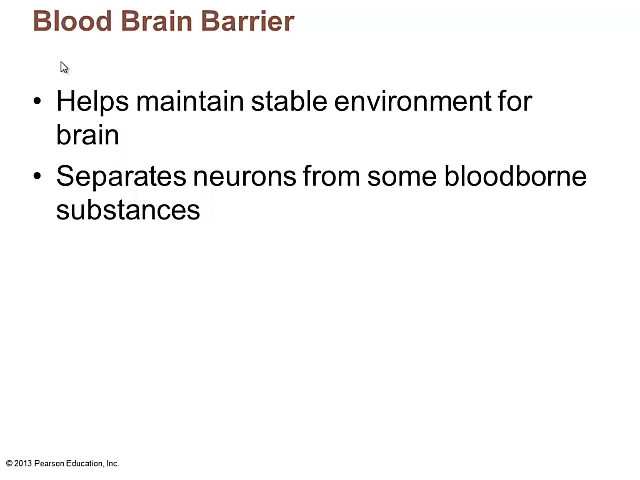 Blood Brain Barrier
• Helps maintain stable environment for
brain
• Separates neurons from some bloodborne
substances
© 2013 Pearson Education, Inc.